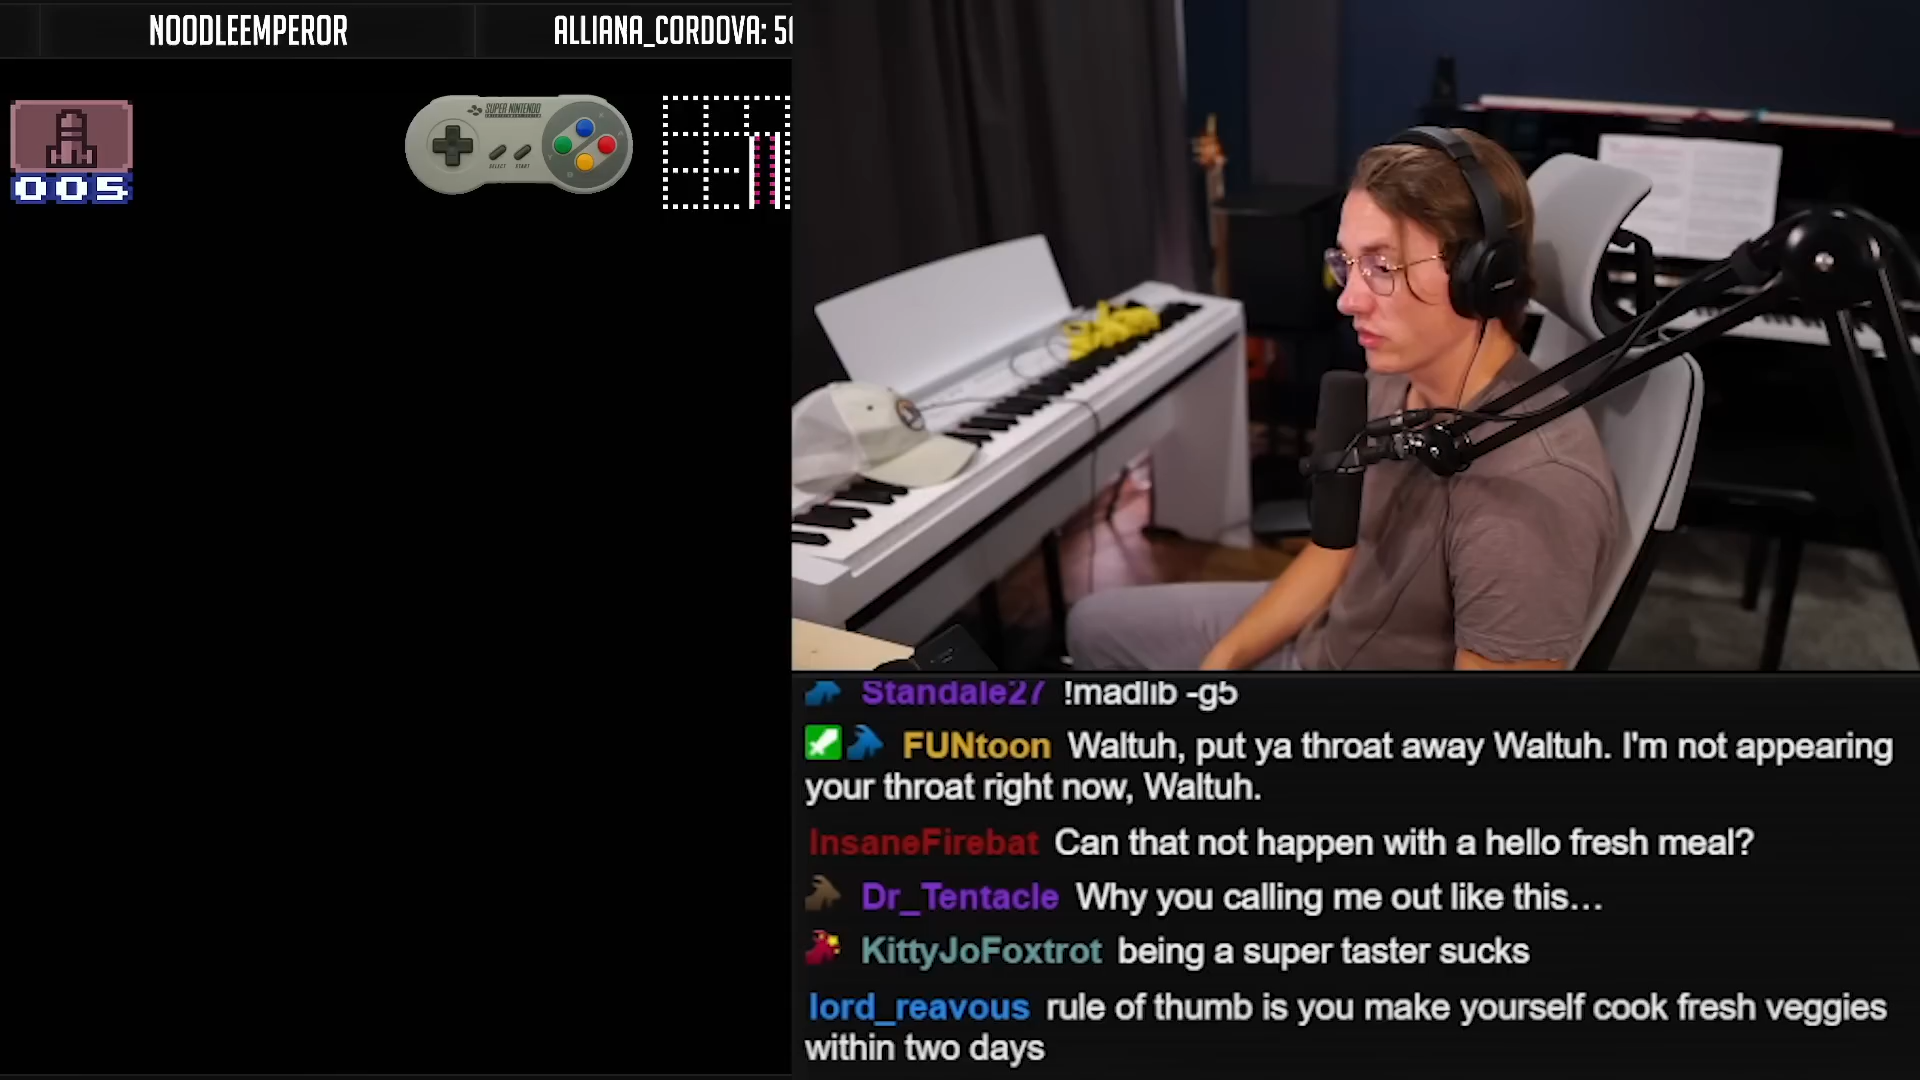 NOODLEEMPEROR
ALLIANA_CORDOVA: 50
SUPER NINTENDO
SELECT START
005
Standale27 !madlib -g5
FUNtoon Waltuh, put ya throat away Waltuh. I'm not appearing
your throat right now, Waltuh.
InsaneFirebat Can that not happen with a hello fresh meal?
Dr_Tentacle Why you calling me out like this…
KittyJoFoxtrot being a super taster sucks
lord_reavous rule of thumb is you make yourself cook fresh veggies
within two days